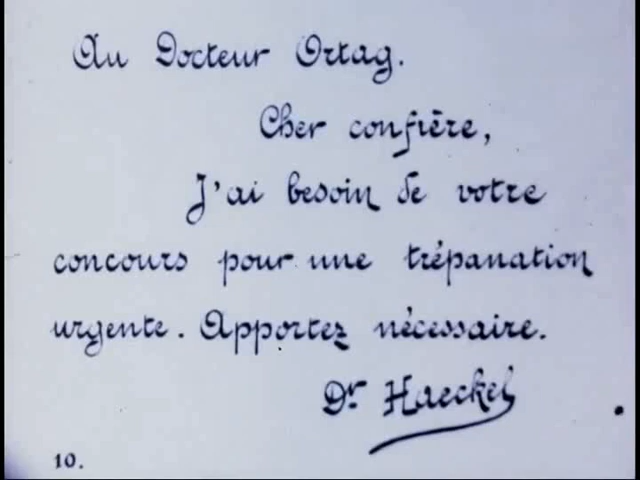 Au Docteur Ortag.
Cher confrère,
J'ai besoin de votre
concours pour une trépanation
urgente. Apportez nécessaire.
Dr Haeckel
10.